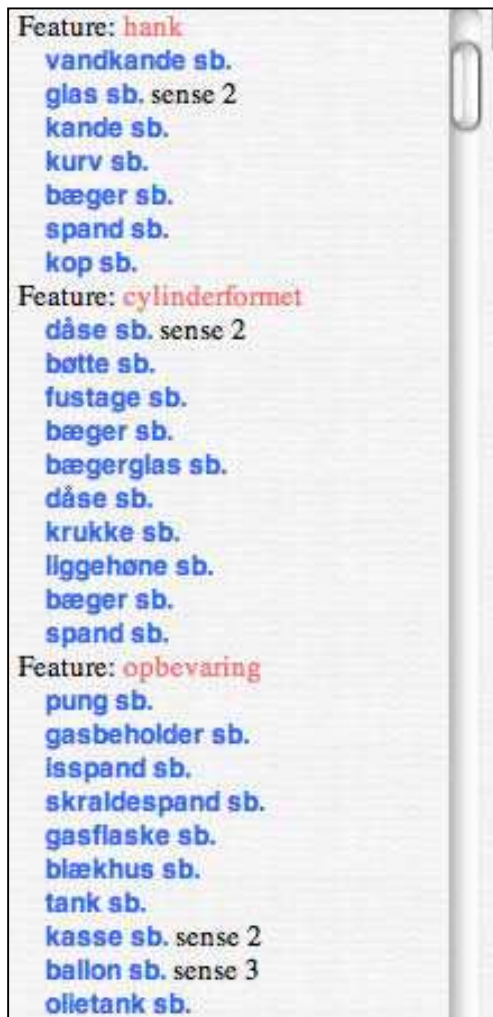 Feature: hank
vandkande sb.
glas sb. sense 2
kande sb.
kurv sb.
bæger sb.
spand sb.
kop sb.
Feature: cylinderformet
dåse sb. sense 2
bøtte sb.
fustage sb.
bæger sb.
bægerglas sb.
dåse sb.
krukke sb.
liggehøne sb.
bæger sb.
spand sb.
Feature: opbevaring
pung sb.
gasbeholder sb.
isspand sb.
skraldespand sb.
gasflaske sb.
blækhus sb.
tank sb.
kasse sb. sense 2
ballon sb. sense 3
olietank sb.